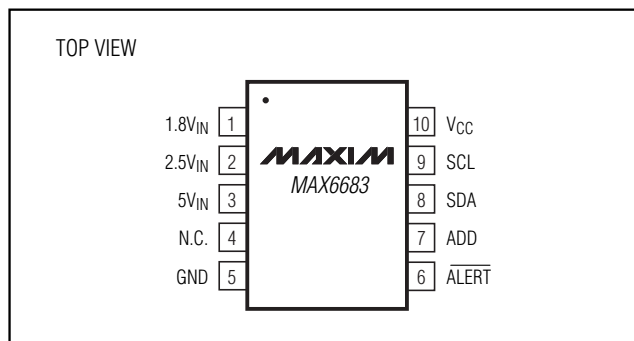 TOP VIEW
1.8VIN 1 10 VCC
2.5VIN 2 MAXIM 9 SCL
5VIN 3 MAX6683 8 SDA
N.C. 4 7 ADD
GND 5 6 ALERT